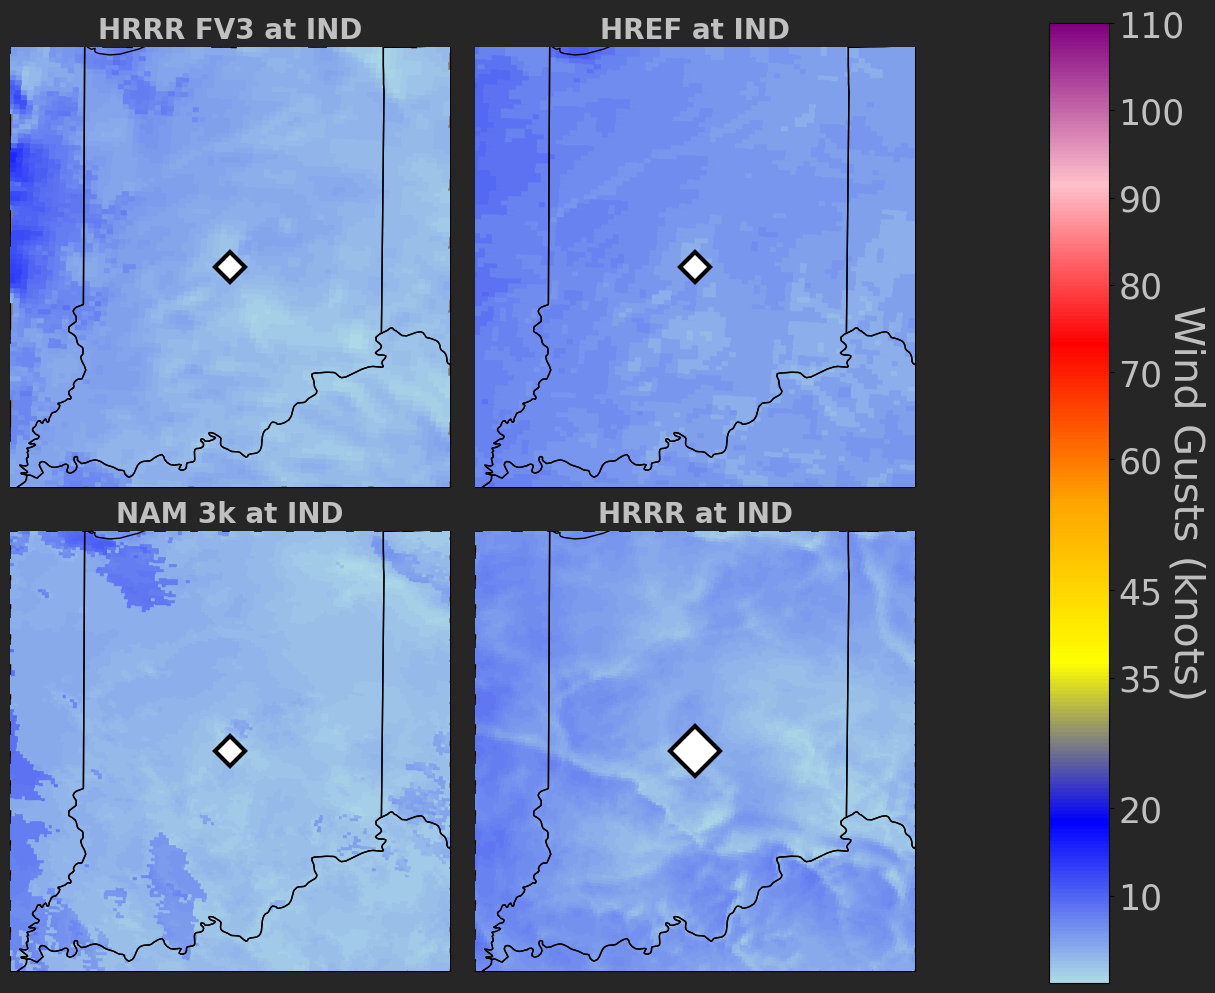 HRRR FV3 at IND
HREF at IND
NAM 3k at IND
HRRR at IND
110
100
90
80
70
60
45
35
20
10
Wind Gusts (knots)